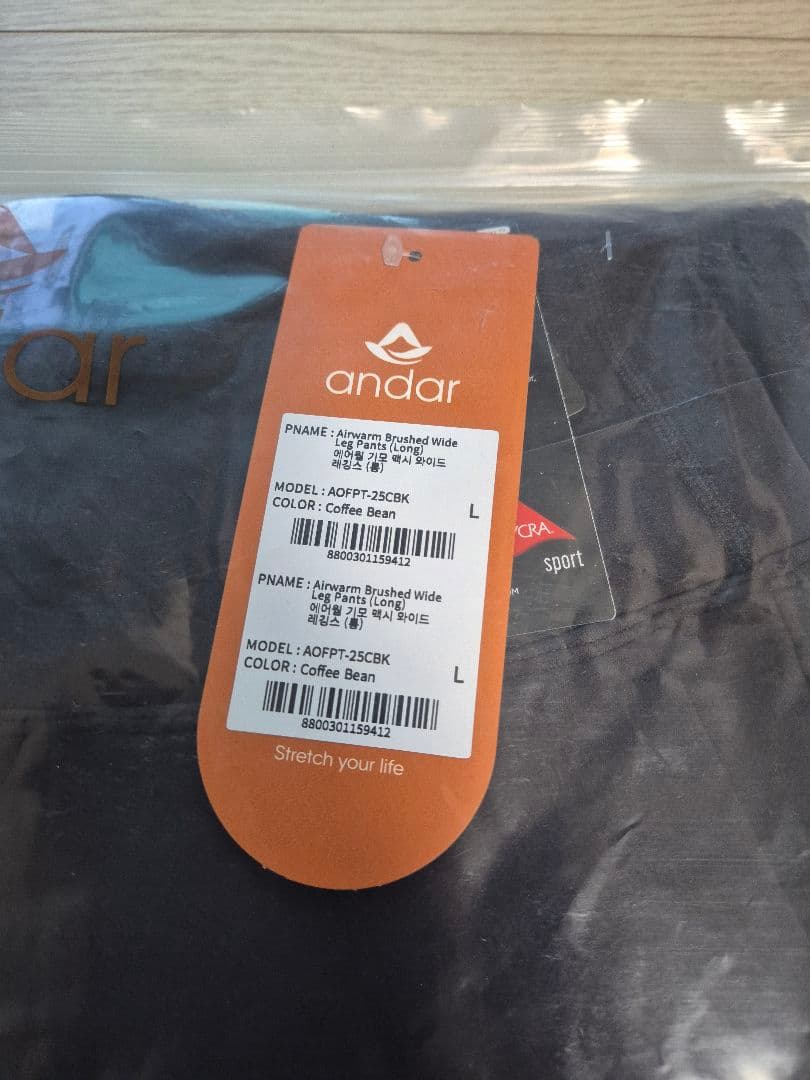 andar
PNAME : Airwarm Brushed Wide
Leg Pants (Long)
에어웜 기모 맥시 와이드
레깅스 (롱)
MODEL : AOFPT-25CBK
COLOR : Coffee Bean
L
8800301159412
PNAME : Airwarm Brushed Wide
Leg Pants (Long)
에어웜 기모 맥시 와이드
레깅스 (롱)
MODEL : AOFPT-25CBK
COLOR : Coffee Bean
L
8800301159412
Stretch your life
dar
YCRA
sport
OM